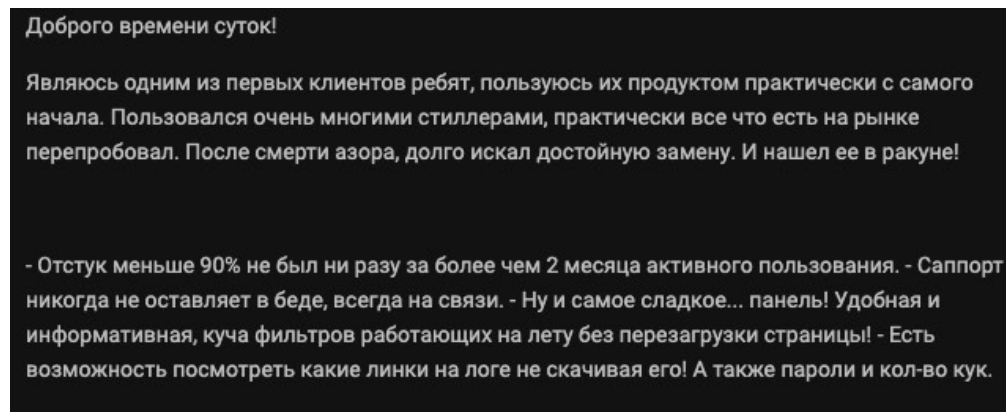 Доброго времени суток!
Являюсь одним из первых клиентов ребят, пользуюсь их продуктом практически с самого
начала. Пользовался очень многими стиллерами, практически все что есть на рынке
перепробовал. После смерти азора, долго искал достойную замену. И нашел ее в ракуне!
- Отстук меньше 90% не был ни разу за более чем 2 месяца активного пользования. - Саппорт
никогда не оставляет в беде, всегда на связи. - Ну и самое сладкое... панель! Удобная и
информативная, куча фильтров работающих на лету без перезагрузки страницы! - Есть
возможность посмотреть какие линки на логе не скачивая его! А также пароли и кол-во кук.